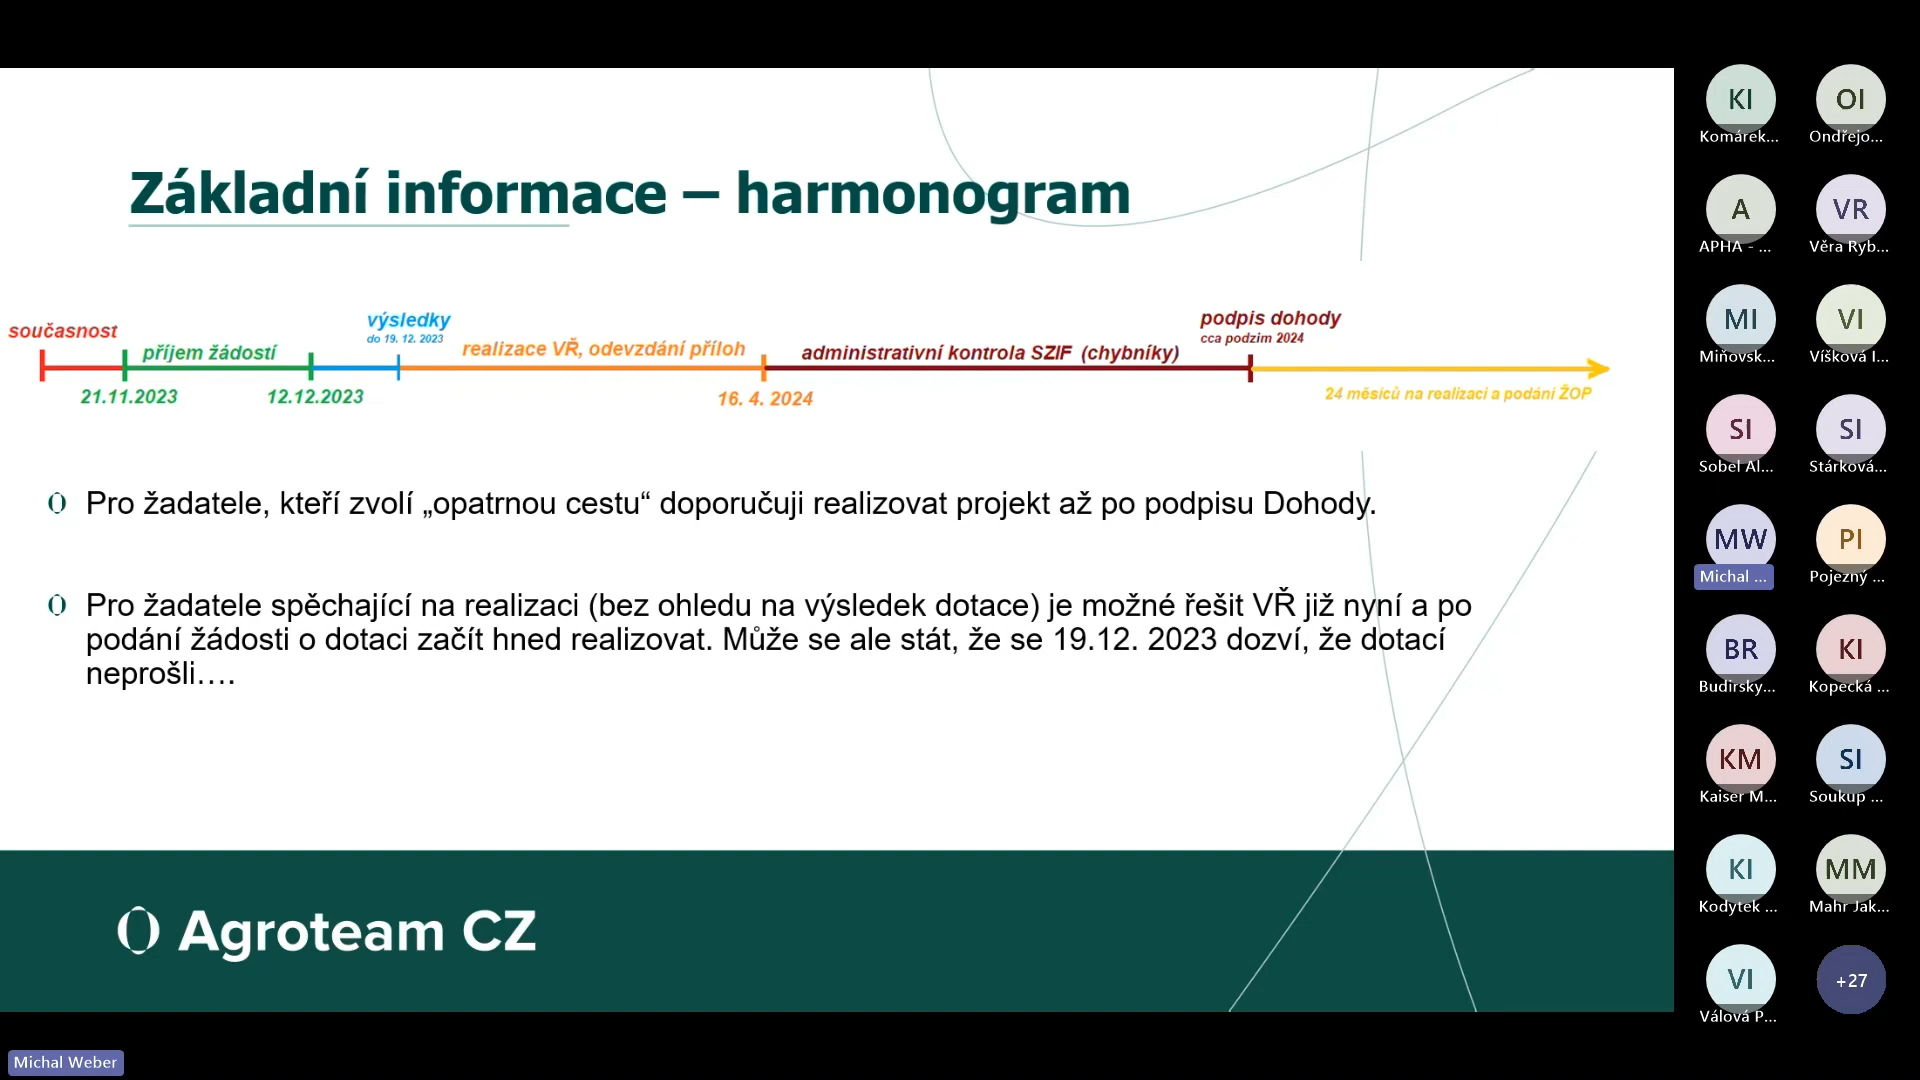 Základní informace – harmonogram
současnost
příjem žádostí
výsledky
do 19. 12. 2023
realizace VŘ, odevzdání příloh
administrativní kontrola SZIF (chybníky)
podpis dohody
cca podzim 2024
21.11.2023
12.12.2023
16. 4. 2024
24 měsíců na realizaci a podání ŽOP
Pro žadatele, kteří zvolí „opatrnou cestu“ doporučuji realizovat projekt až po podpisu Dohody.
Pro žadatele spěchající na realizaci (bez ohledu na výsledek dotace) je možné řešit VŘ již nyní a po
podání žádosti o dotaci začít hned realizovat. Může se ale stát, že se 19.12. 2023 dozví, že dotací
neprošli….
Agroteam CZ
Michal Weber
KI
Komárek...
OI
Ondřejo...
A
APHA - ...
VR
Věra Ryb...
MI
Miňovsk...
VI
Víšková I...
SI
Sobel Al...
SI
Stárková...
MW
Michal ...
PI
Pojezný ...
BR
Budirsky...
KI
Kopecká ...
KM
Kaiser M...
SI
Soukup ...
KI
Kodytek ...
MM
Mahr Jak...
VI
Válová P...
+27